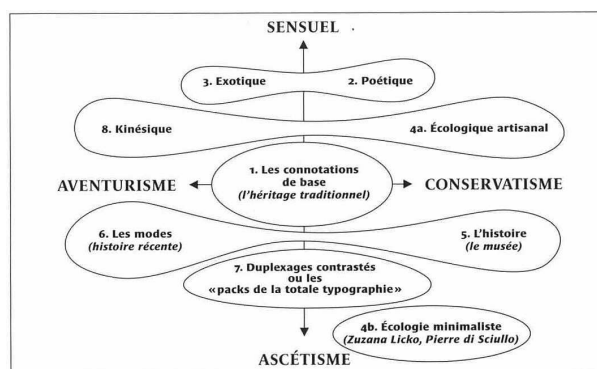 SENSUEL
3. Exotique
2. Poétique
8. Kinésique
4a. Écologique artisanal
1. Les connotations
de base
(l'héritage traditionnel)
AVENTURISME
CONSERVATISME
6. Les modes
(histoire récente)
5. L'histoire
(le musée)
7. Duplexages contrastés
ou les
«packs de la totale typographie»
4b. Écologie minimaliste
(Zuzana Licko, Pierre di Sciullo)
ASCÉTISME